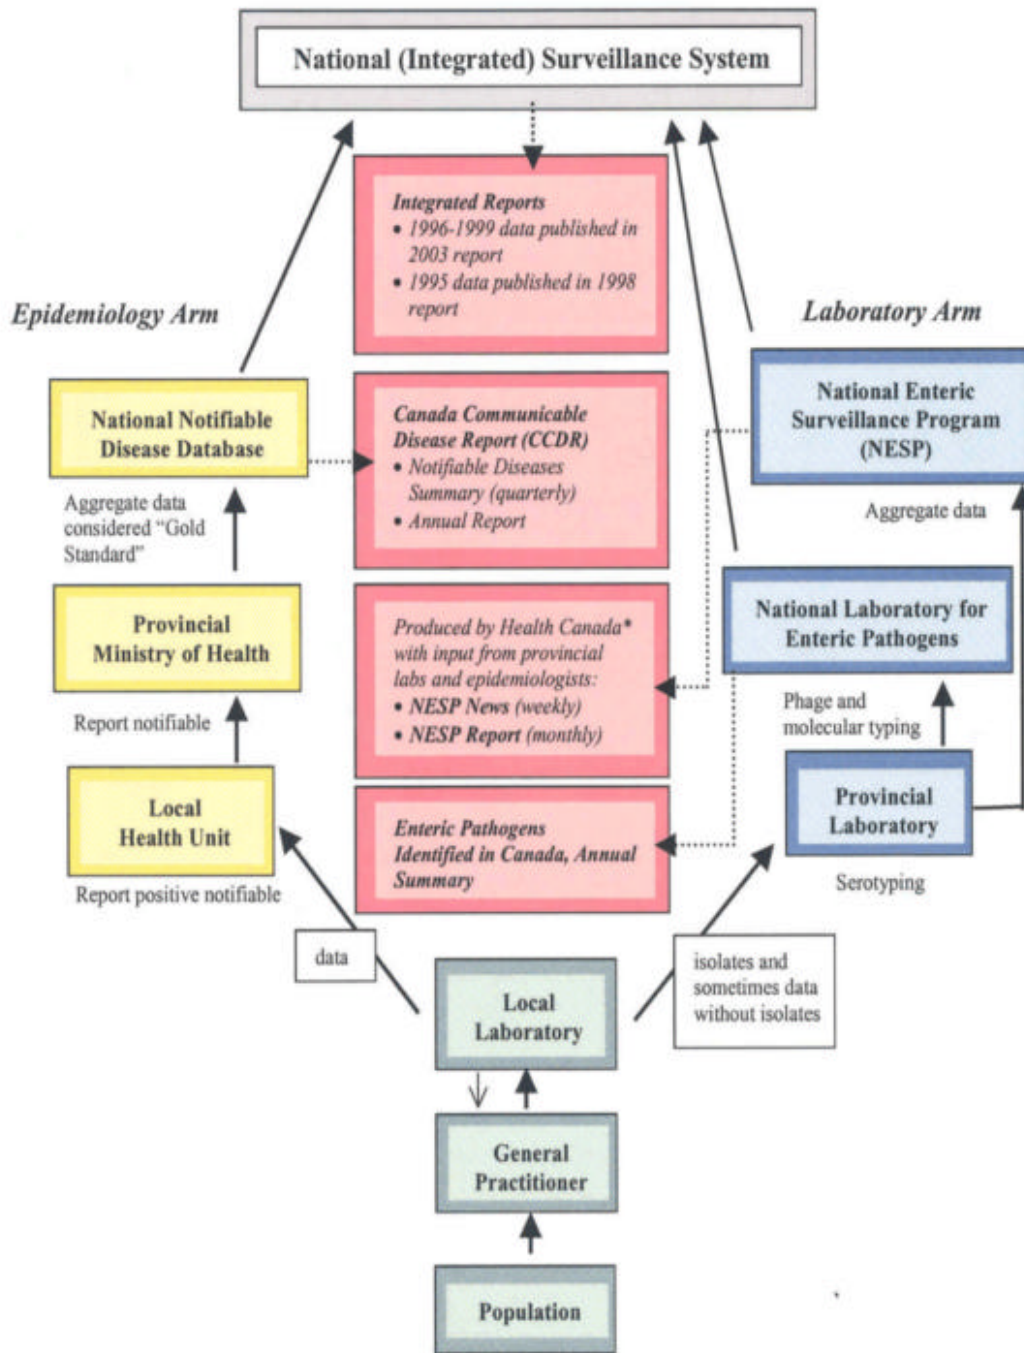 National (Integrated) Surveillance System
Integrated Reports
• 1996-1999 data published in
2003 report
• 1995 data published in 1998
report
Epidemiology Arm
Laboratory Arm
National Notifiable
Disease Database
Canada Communicable
Disease Report (CCDR)
• Notifiable Diseases
Summary (quarterly)
• Annual Report
National Enteric
Surveillance Program
(NESP)
Aggregate data
considered “Gold
Standard”
Aggregate data
Provincial
Ministry of Health
Produced by Health Canada*
with input from provincial
labs and epidemiologists:
• NESP News (weekly)
• NESP Report (monthly)
National Laboratory for
Enteric Pathogens
Report notifiable
Phage and
molecular typing
Local
Health Unit
Enteric Pathogens
Identified in Canada, Annual
Summary
Provincial
Laboratory
Report positive notifiable
Serotyping
data
isolates and
sometimes data
without isolates
Local
Laboratory
General
Practitioner
Population